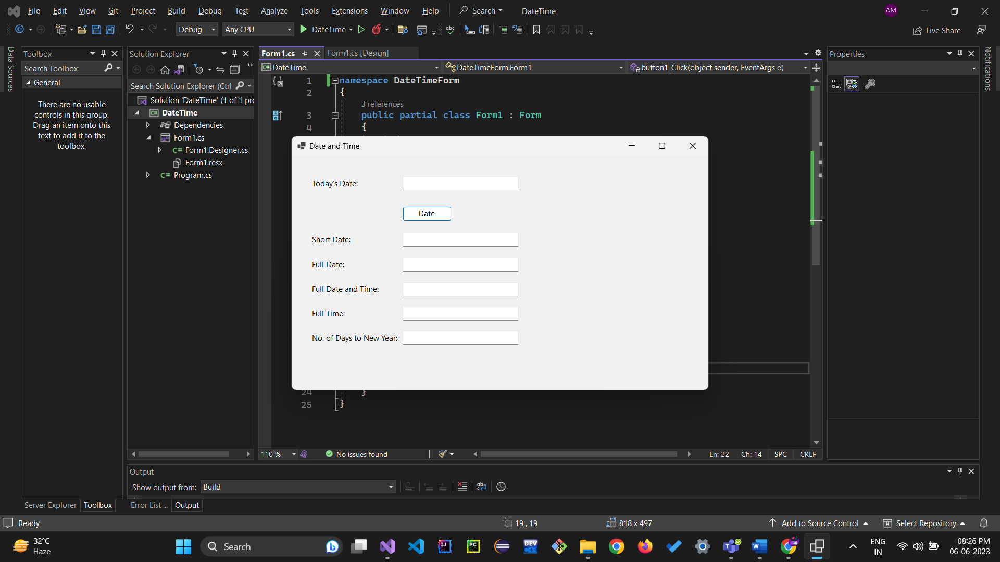 File Edit View Git Project Build Debug Test Analyze Tools Extensions Window Help Search DateTime AM
Debug Any CPU DateTime abc Live Share
Data Sources
Toolbox
Search Toolbox
General
There are no usable
controls in this group.
Drag an item onto this
text to add it to the
toolbox.
Solution Explorer
Search Solution Explorer (Ctrl
Solution 'DateTime' (1 of 1 pro
C# DateTime
Dependencies
Form1.cs
C# Form1.Designer.cs
Form1.resx
C# Program.cs
Form1.cs Form1.cs [Design]
C# DateTime DateTimeForm.Form1 button1_Click(object sender, EventArgs e)
1 namespace DateTimeForm
2 {
3 references
3 public partial class Form1 : Form
4 {
Date and Time
Today's Date:
Date
Short Date:
Full Date:
Full Date and Time:
Full Time:
No. of Days to New Year:
24 }
25 }
110 % No issues found Ln: 22 Ch: 14 SPC CRLF
Properties
Notifications
Output
Show output from: Build
Server Explorer Toolbox Error List ... Output
Ready 19 , 19 818 x 497 Add to Source Control Select Repository
32°C
Haze
Search
IJ
PC
DEV
C++
W
ENG
IN
08:26 PM
06-06-2023